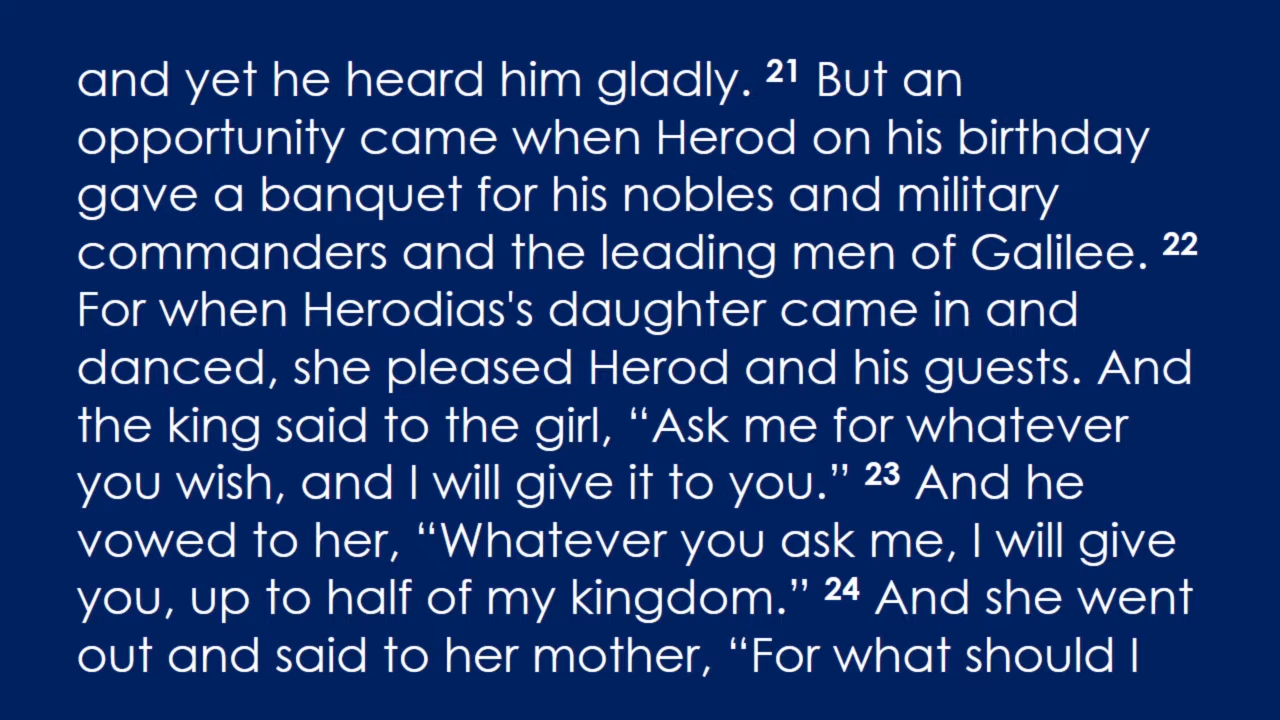 and yet he heard him gladly. 21 But an
opportunity came when Herod on his birthday
gave a banquet for his nobles and military
commanders and the leading men of Galilee. 22
For when Herodias's daughter came in and
danced, she pleased Herod and his guests. And
the king said to the girl, “Ask me for whatever
you wish, and I will give it to you.” 23 And he
vowed to her, “Whatever you ask me, I will give
you, up to half of my kingdom.” 24 And she went
out and said to her mother, “For what should I